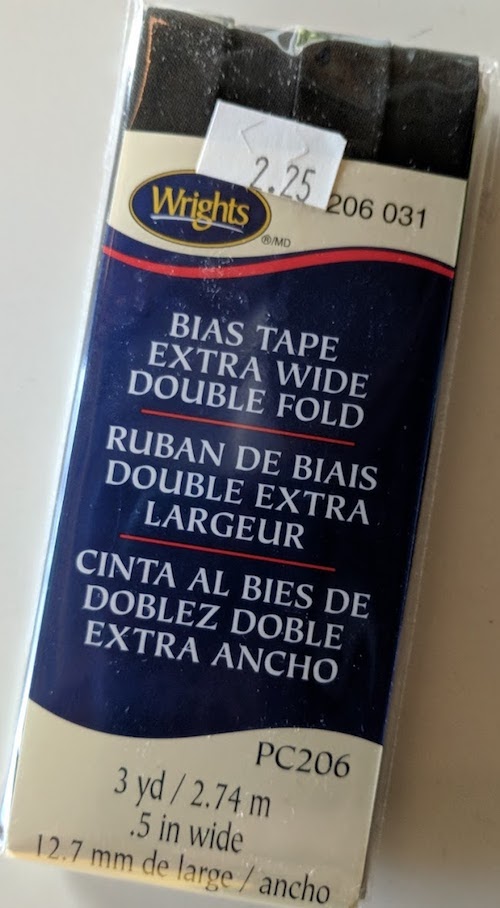 2.25
206 031
Wrights
®/MD
BIAS TAPE
EXTRA WIDE
DOUBLE FOLD
RUBAN DE BIAIS
DOUBLE EXTRA
LARGEUR
CINTA AL BIES DE
DOBLEZ DOBLE
EXTRA ANCHO
PC206
3 yd / 2.74 m
.5 in wide
12.7 mm de large / ancho